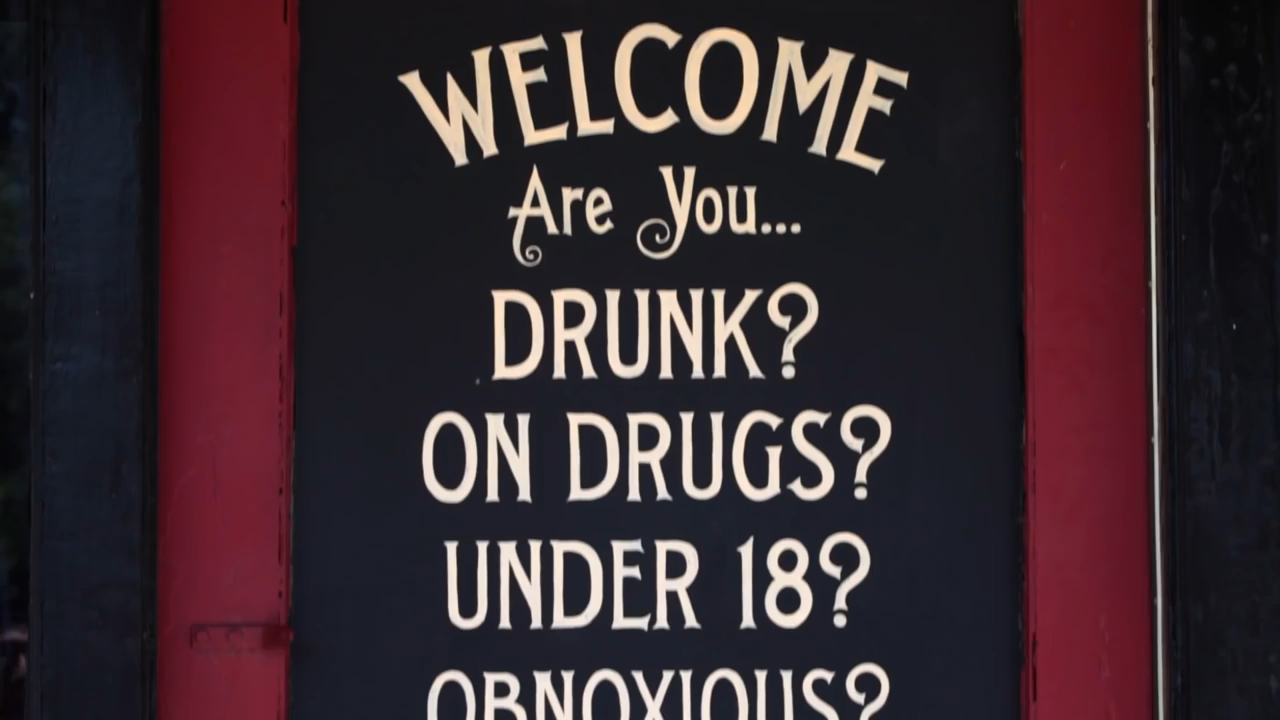 WELCOME
Are You...
DRUNK?
ON DRUGS?
UNDER 18?
OBNOXIOUS?